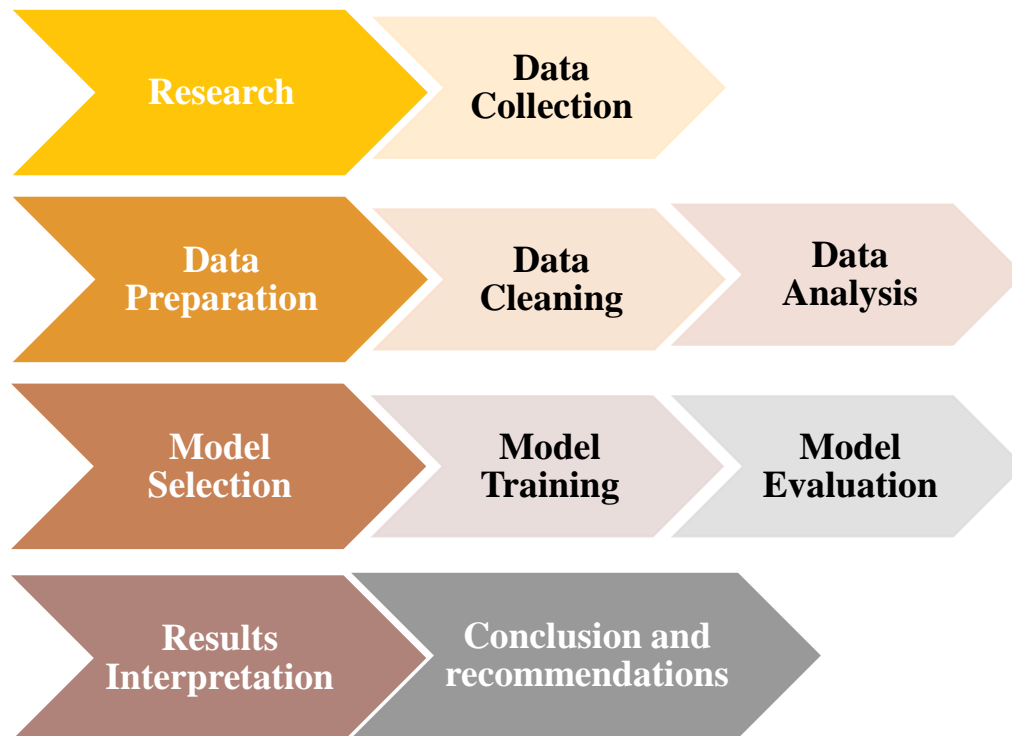 Research
Data
Collection
Data
Preparation
Data
Cleaning
Data
Analysis
Model
Selection
Model
Training
Model
Evaluation
Results
Interpretation
Conclusion and
recommendations